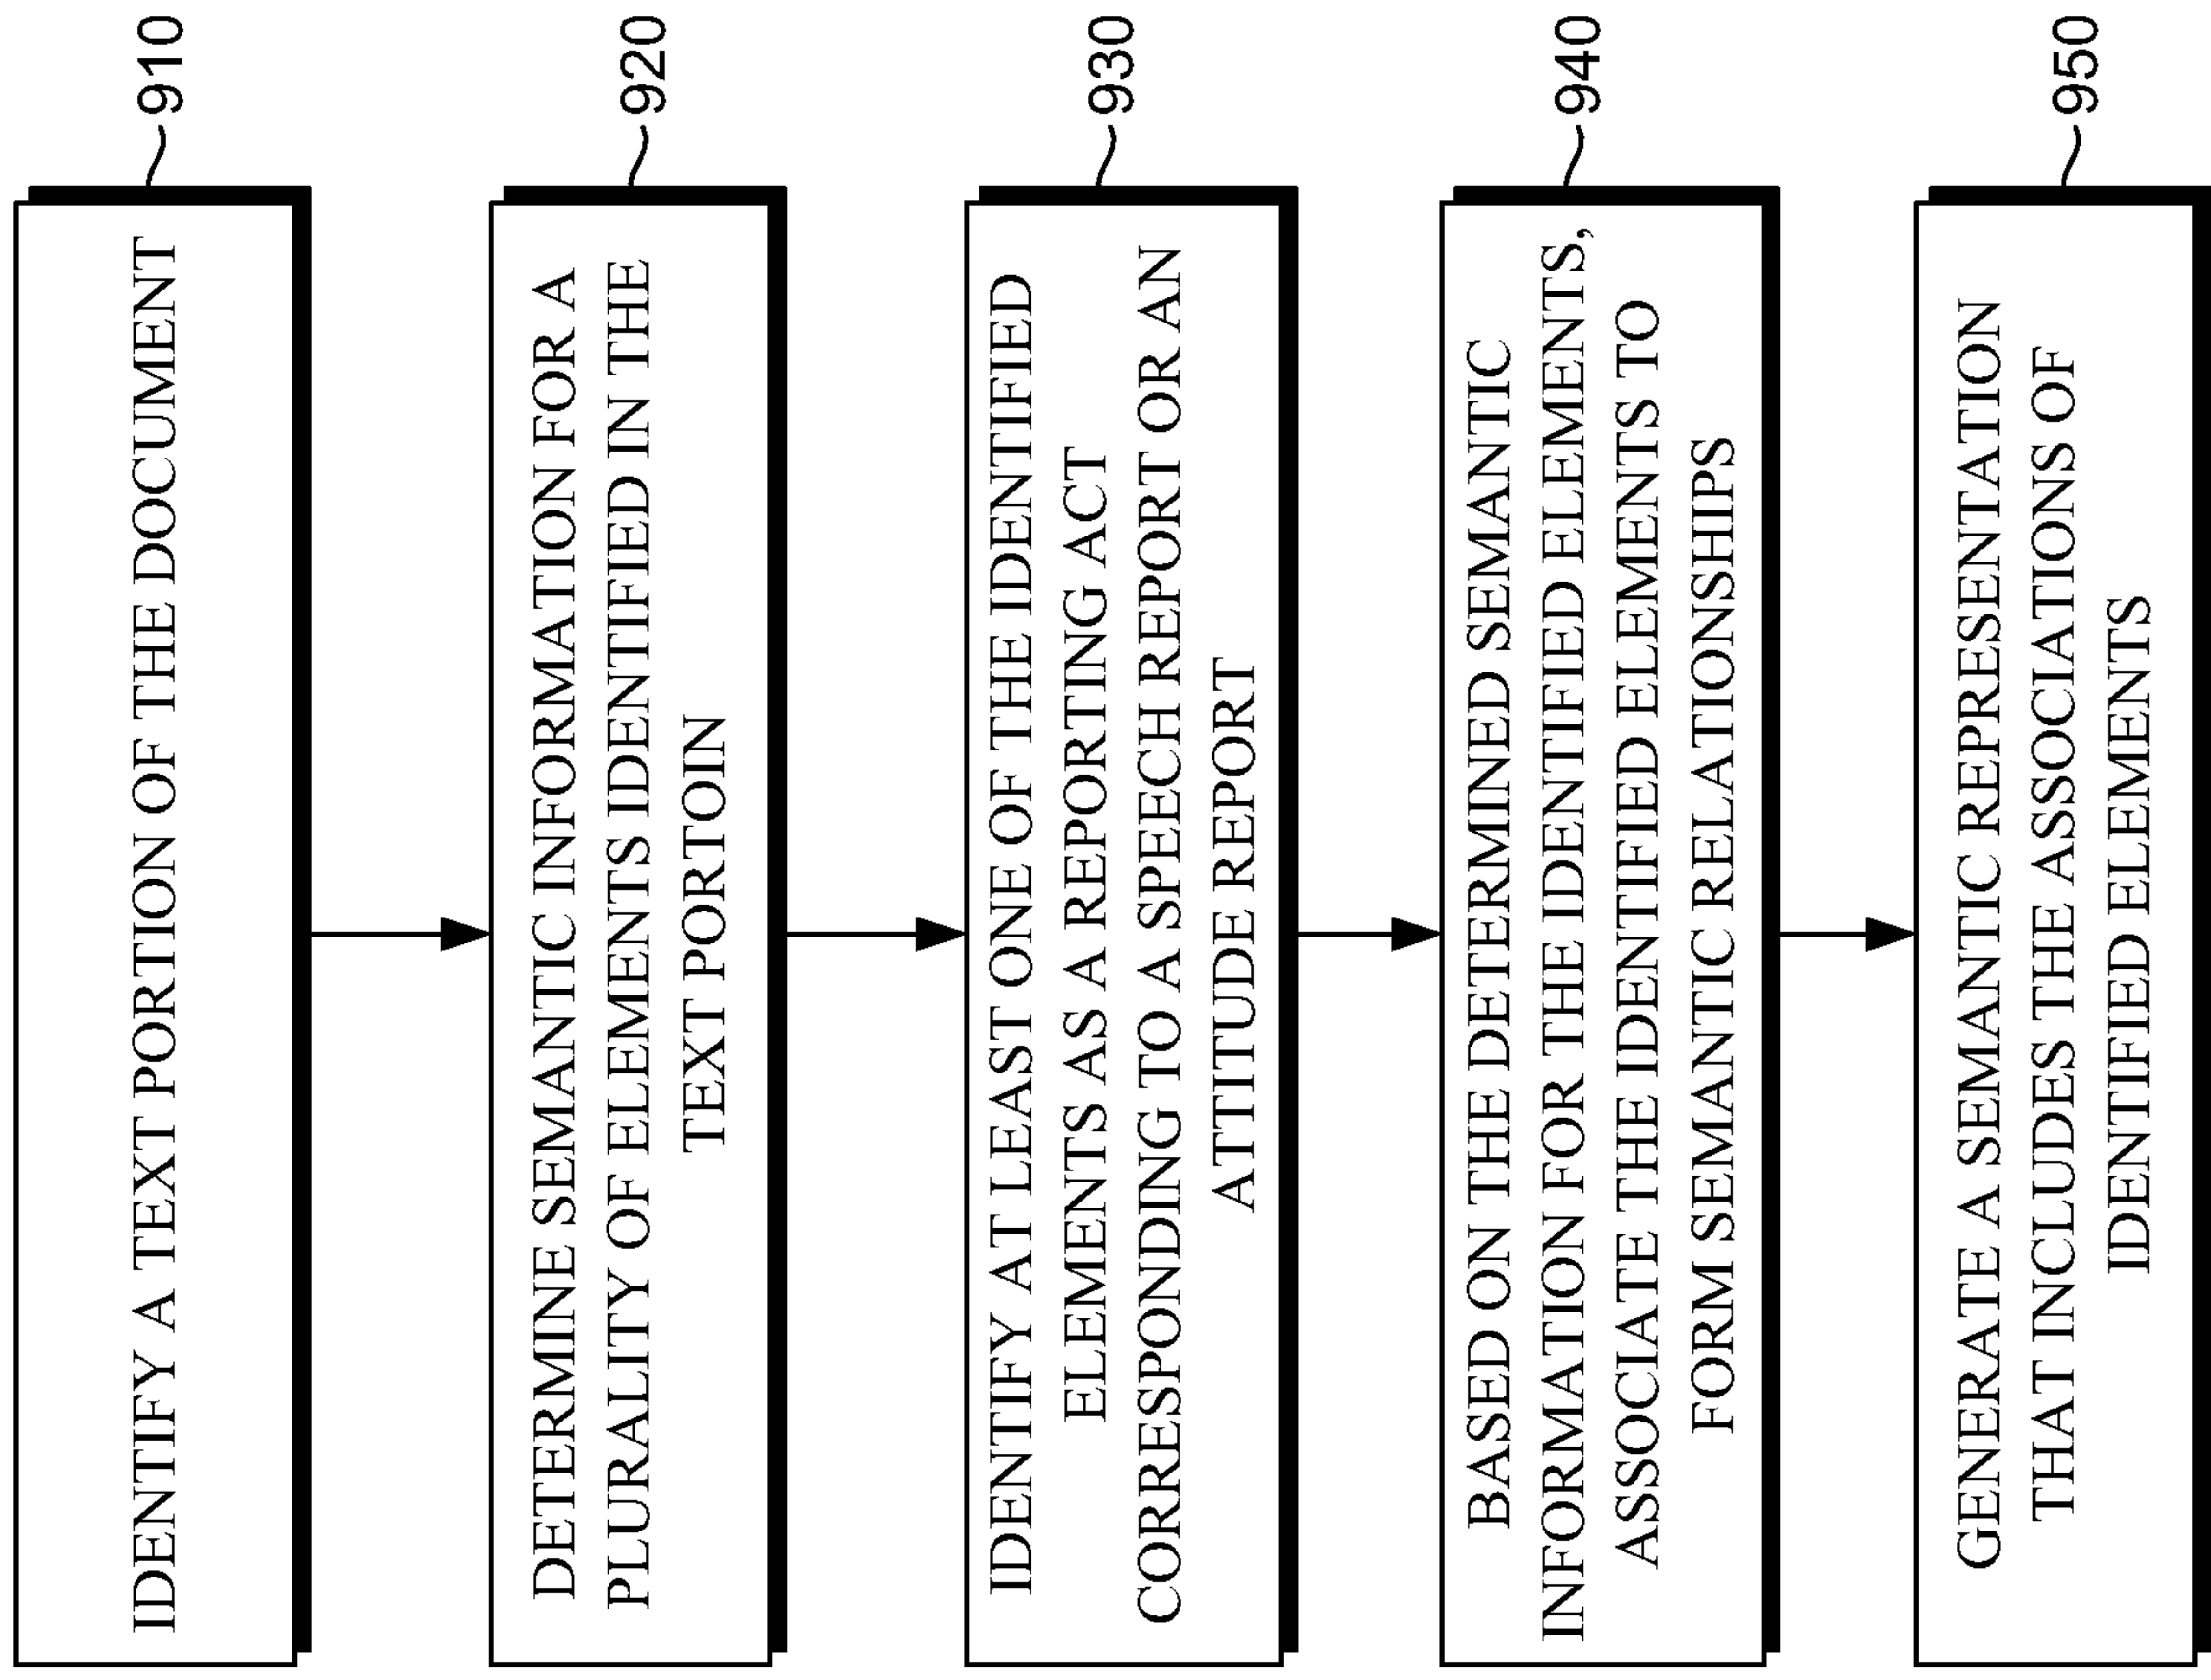 IDENTIFY A TEXT PORTION OF THE DOCUMENT
910
DETERMINE SEMANTIC INFORMATION FOR A
PLURALITY OF ELEMENTS IDENTIFIED IN THE
TEXT PORTOIN
920
IDENTIFY AT LEAST ONE OF THE IDENTIFIED
ELEMENTS AS A REPORTING ACT
CORRESPONDING TO A SPEECH REPORT OR AN
ATTITUDE REPORT
930
BASED ON THE DETERMINED SEMANTIC
INFORMATION FOR THE IDENTIFIED ELEMENTS,
ASSOCIATE THE IDENTIFIED ELEMENTS TO
FORM SEMANTIC RELATIONSHIPS
940
GENERATE A SEMANTIC REPRESENTATION
THAT INCLUDES THE ASSOCIATIONS OF
IDENTIFIED ELEMENTS
950